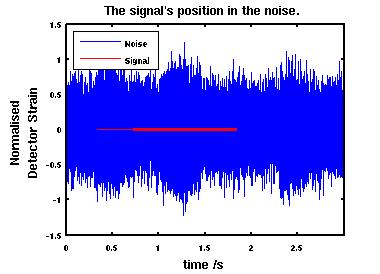 The signal's position in the noise.
1.5
Noise
Signal
1
0.5
0
-0.5
-1
-1.5
Normalised
Detector Strain
0 0.5 1 1.5 2 2.5
time /s